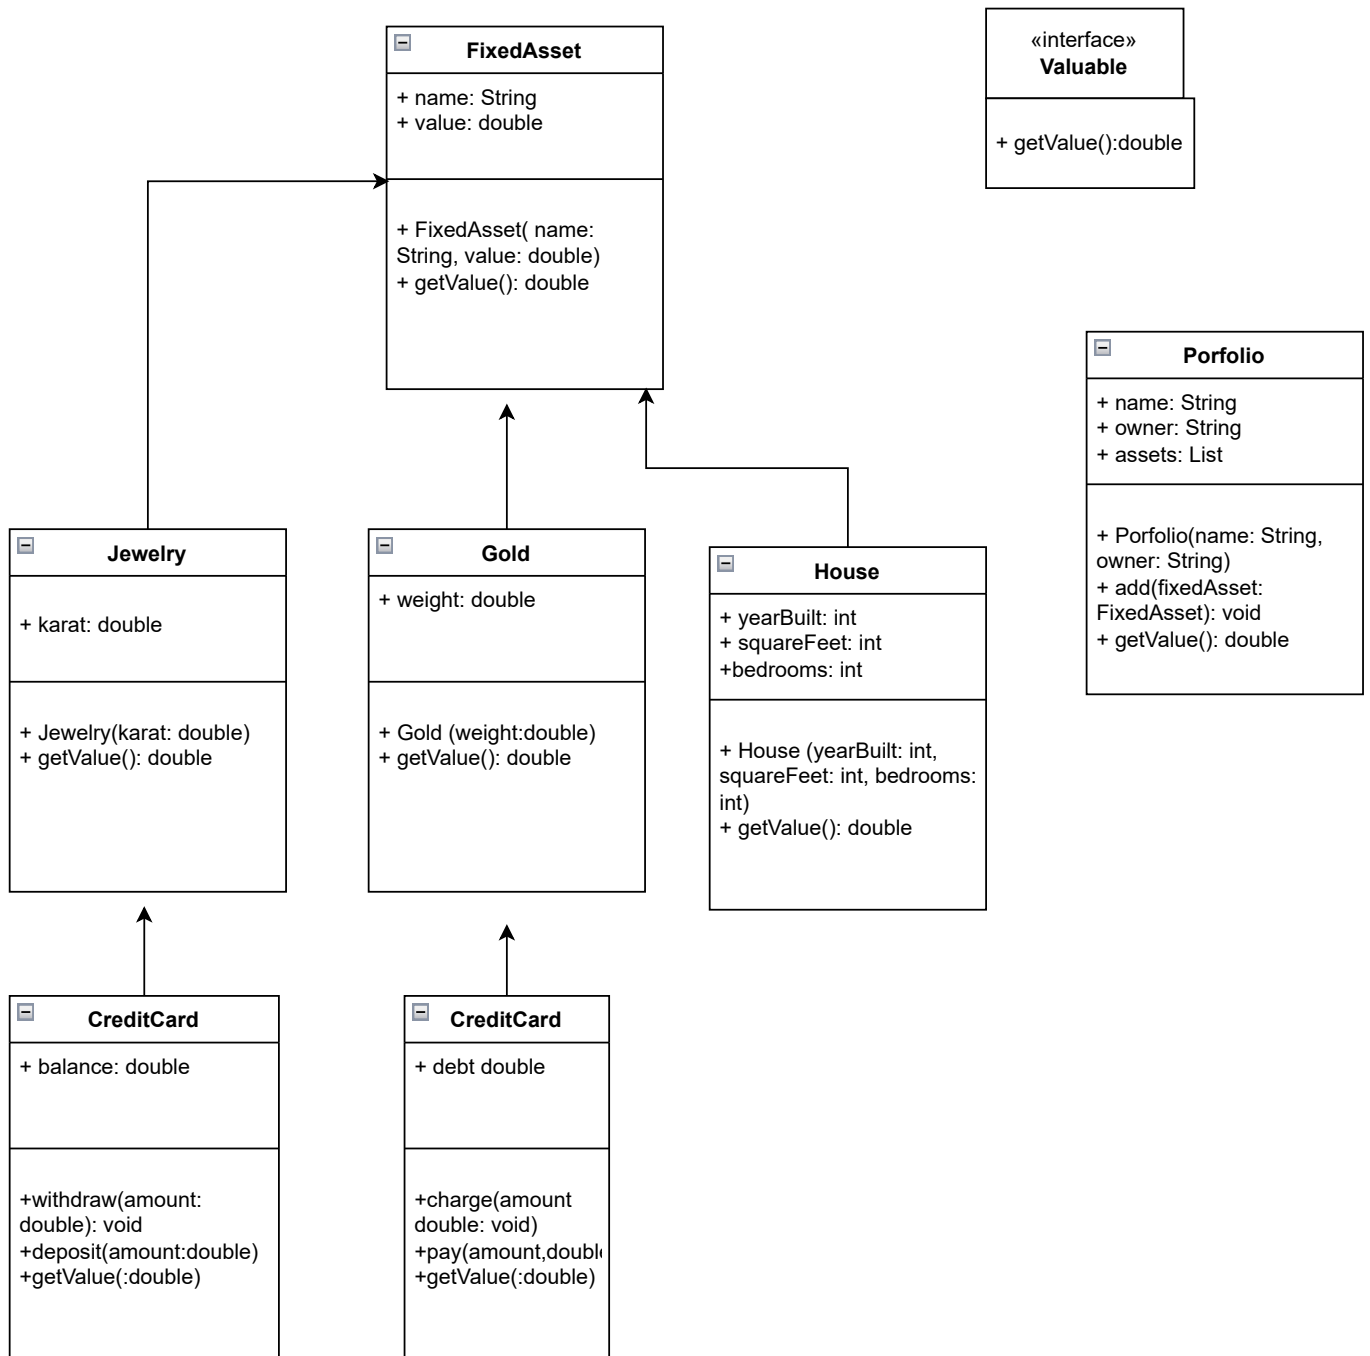 FixedAsset
+ name: String
+ value: double
+ FixedAsset( name:
String, value: double)
+ getValue(): double
«interface»
Valuable
+ getValue():double
Porfolio
+ name: String
+ owner: String
+ assets: List
+ Porfolio(name: String,
owner: String)
+ add(fixedAsset:
FixedAsset): void
+ getValue(): double
Jewelry
+ karat: double
+ Jewelry(karat: double)
+ getValue(): double
Gold
+ weight: double
+ Gold (weight:double)
+ getValue(): double
House
+ yearBuilt: int
+ squareFeet: int
+bedrooms: int
+ House (yearBuilt: int,
squareFeet: int, bedrooms:
int)
+ getValue(): double
CreditCard
+ balance: double
+withdraw(amount:
double): void
+deposit(amount:double)
+getValue(:double)
CreditCard
+ debt double
+charge(amount
double: void)
+pay(amount,doubl
+getValue(:double)